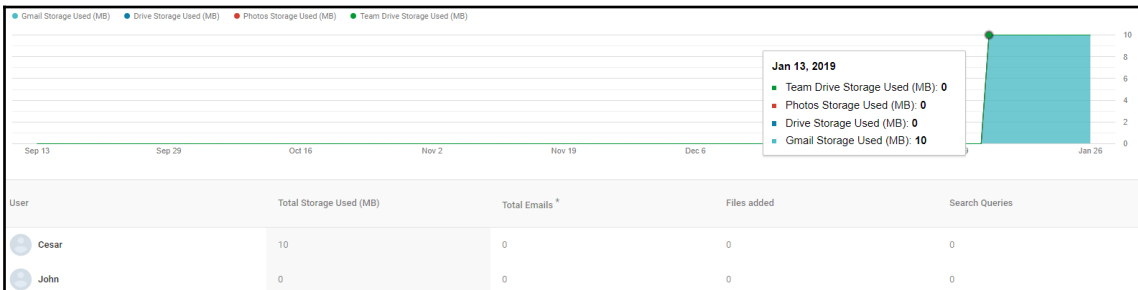 Gmail Storage Used (MB) Drive Storage Used (MB) Photos Storage Used (MB) Team Drive Storage Used (MB)
10
8
6
4
2
0
Jan 13, 2019
Team Drive Storage Used (MB): 0
Photos Storage Used (MB): 0
Drive Storage Used (MB): 0
Gmail Storage Used (MB): 10
Sep 13 Sep 29 Oct 16 Nov 2 Nov 19 Dec 6 Jan 26
User Total Storage Used (MB) Total Emails * Files added Search Queries
Cesar 10 0 0 0
John 0 0 0 0